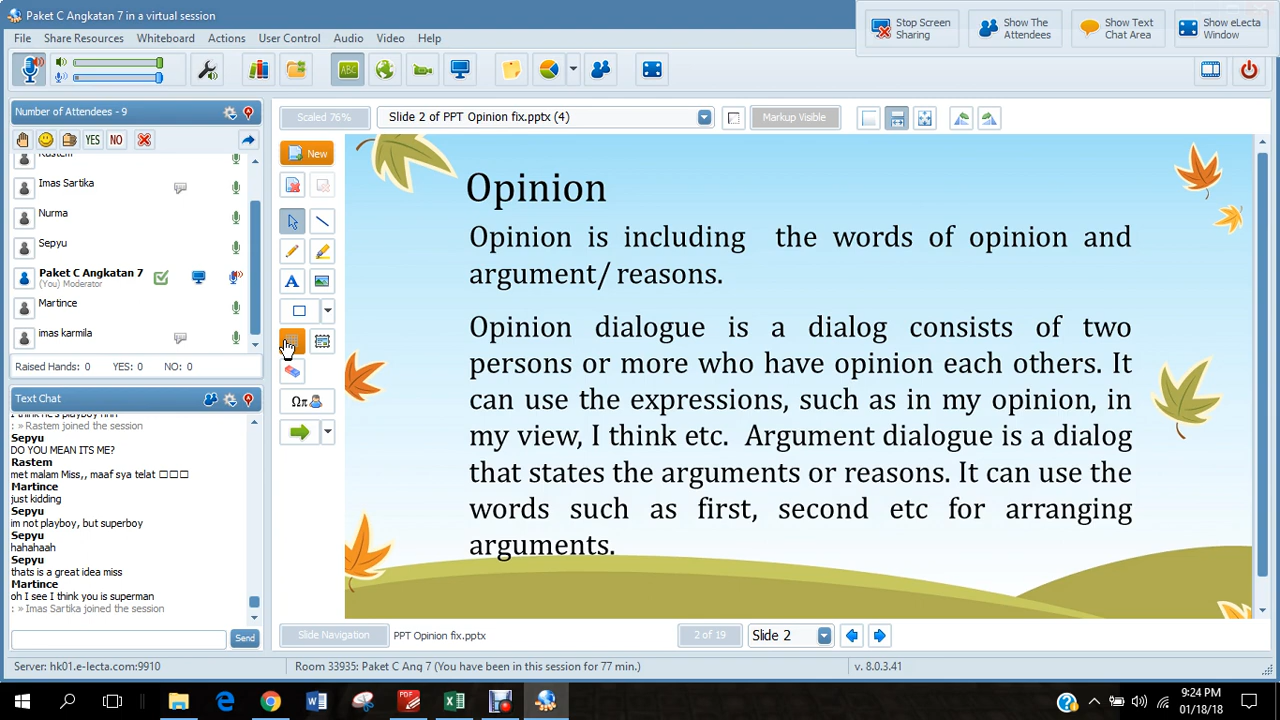 Paket C Angkatan 7 in a virtual session
Stop Screen
Sharing
Show The
Attendees
Show Text
Chat Area
Show eLecta
Window
File Share Resources Whiteboard Actions User Control Audio Video Help
ABC
Number of Attendees - 9
YES NO
Rastem
Imas Sartika
Nurma
Sepyu
Paket C Angkatan 7
(You) Moderator
Martince
imas karmila
Raised Hands: 0 YES: 0 NO: 0
Text Chat
: » Rastem joined the session
Sepyu
DO YOU MEAN ITS ME?
Rastem
met malam Miss,, maaf sya telat □□□
Martince
just kidding
Sepyu
im not playboy, but superboy
Sepyu
hahahaah
Sepyu
thats is a great idea miss
Martince
oh I see I think you is superman
: » Imas Sartika joined the session
Send
Scaled 76%
Slide 2 of PPT Opinion fix.pptx (4)
Markup Visible
New
A
Ωπ
Opinion
Opinion is including the words of opinion and
argument/ reasons.
Opinion dialogue is a dialog consists of two
persons or more who have opinion each others. It
can use the expressions, such as in my opinion, in
my view, I think etc. Argument dialogue is a dialog
that states the arguments or reasons. It can use the
words such as first, second etc for arranging
arguments.
Slide Navigation
PPT Opinion fix.pptx
2 of 19
Slide 2
Server: hk01.e-lecta.com:9910
Room 33935: Paket C Ang 7 (You have been in this session for 77 min.)
v. 8.0.3.41
9:24 PM
01/18/18